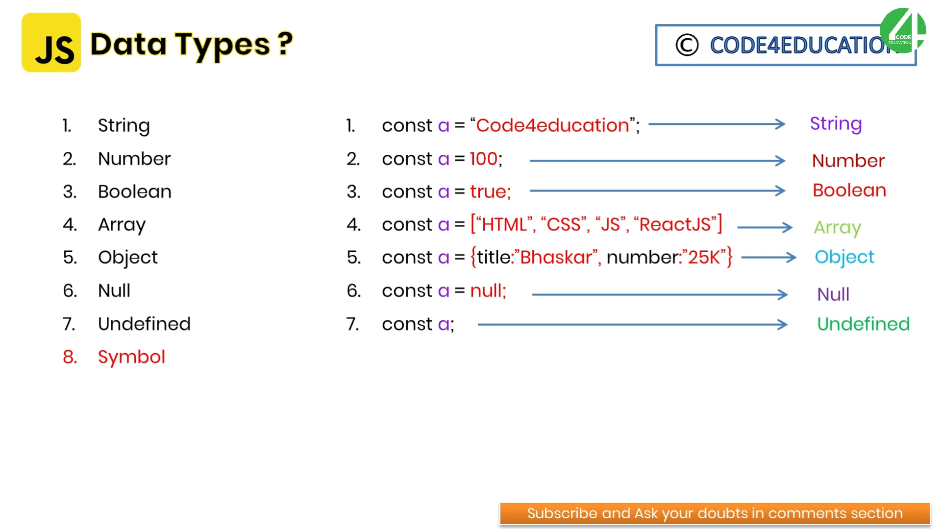 JS Data Types ?
© CODE4EDUCATION
4 CODE EDUCATION
1. String
2. Number
3. Boolean
4. Array
5. Object
6. Null
7. Undefined
8. Symbol
1. const a = “Code4education”; String
2. const a = 100; Number
3. const a = true; Boolean
4. const a = [“HTML”, “CSS”, “JS”, “ReactJS”] Array
5. const a = {title:”Bhaskar”, number:”25K”} Object
6. const a = null; Null
7. const a; Undefined
Subscribe and Ask your doubts in comments section